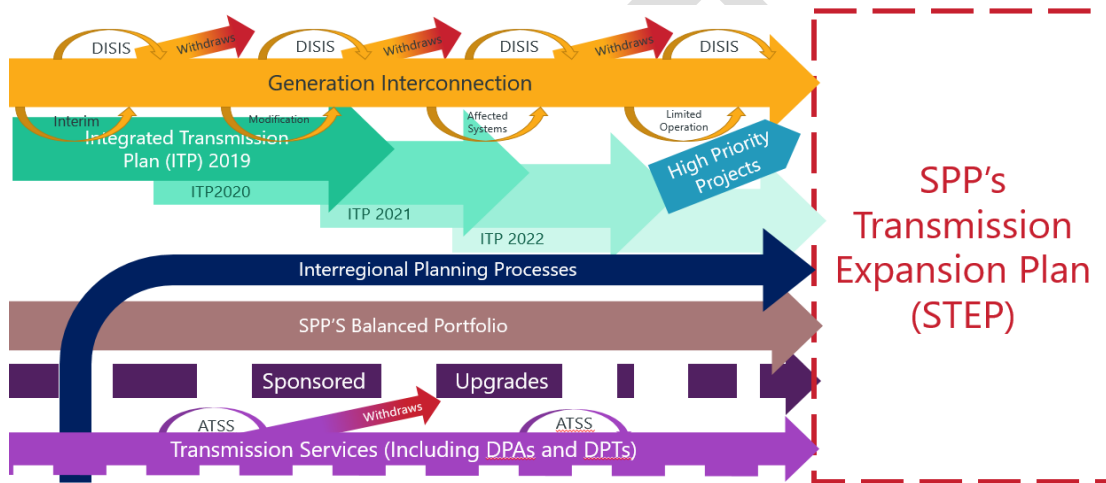 DISIS
Withdraws
DISIS
Withdraws
DISIS
Withdraws
DISIS
Generation Interconnection
Interim
Modification
Affected
Systems
Limited
Operation
Integrated Transmission
Plan (ITP) 2019
High Priority
Projects
ITP2020
ITP 2021
ITP 2022
Interregional Planning Processes
SPP'S Balanced Portfolio
Sponsored
Upgrades
Withdraws
ATSS
ATSS
Transmission Services (Including DPAs and DPTs)
SPP's
Transmission
Expansion Plan
(STEP)